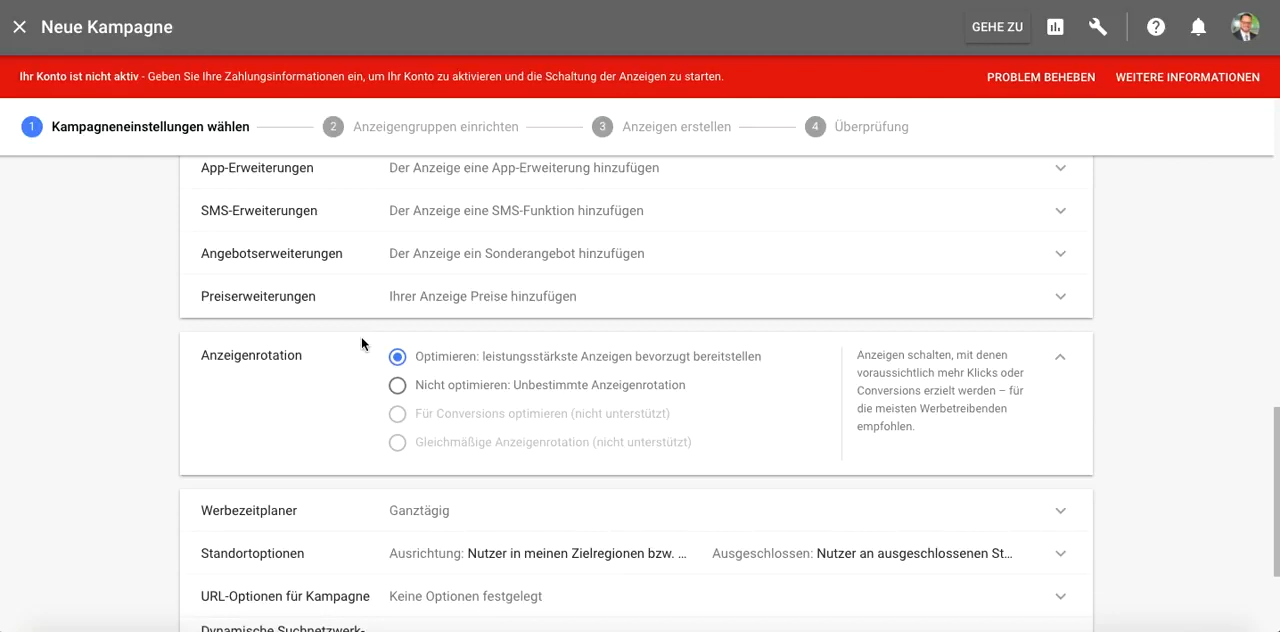 Neue Kampagne
GEHE ZU
Ihr Konto ist nicht aktiv - Geben Sie Ihre Zahlungsinformationen ein, um Ihr Konto zu aktivieren und die Schaltung der Anzeigen zu starten.
PROBLEM BEHEBEN
WEITERE INFORMATIONEN
1 Kampagneneinstellungen wählen
2 Anzeigengruppen einrichten
3 Anzeigen erstellen
4 Überprüfung
App-Erweiterungen
Der Anzeige eine App-Erweiterung hinzufügen
SMS-Erweiterungen
Der Anzeige eine SMS-Funktion hinzufügen
Angebotserweiterungen
Der Anzeige ein Sonderangebot hinzufügen
Preiserweiterungen
Ihrer Anzeige Preise hinzufügen
Anzeigenrotation
Optimieren: leistungsstärkste Anzeigen bevorzugt bereitstellen
Nicht optimieren: Unbestimmte Anzeigenrotation
Für Conversions optimieren (nicht unterstützt)
Gleichmäßige Anzeigenrotation (nicht unterstützt)
Anzeigen schalten, mit denen
voraussichtlich mehr Klicks oder
Conversions erzielt werden – für
die meisten Werbetreibenden
empfohlen.
Werbezeitplaner
Ganztägig
Standortoptionen
Ausrichtung: Nutzer in meinen Zielregionen bzw. ...
Ausgeschlossen: Nutzer an ausgeschlossenen St...
URL-Optionen für Kampagne
Keine Optionen festgelegt
Dynamische Suchnetzwerk-